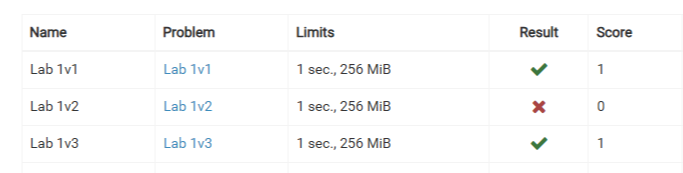 Name Problem Limits Result Score
Lab 1v1 Lab 1v1 1 sec., 256 MiB 1
Lab 1v2 Lab 1v2 1 sec., 256 MiB 0
Lab 1v3 Lab 1v3 1 sec., 256 MiB 1